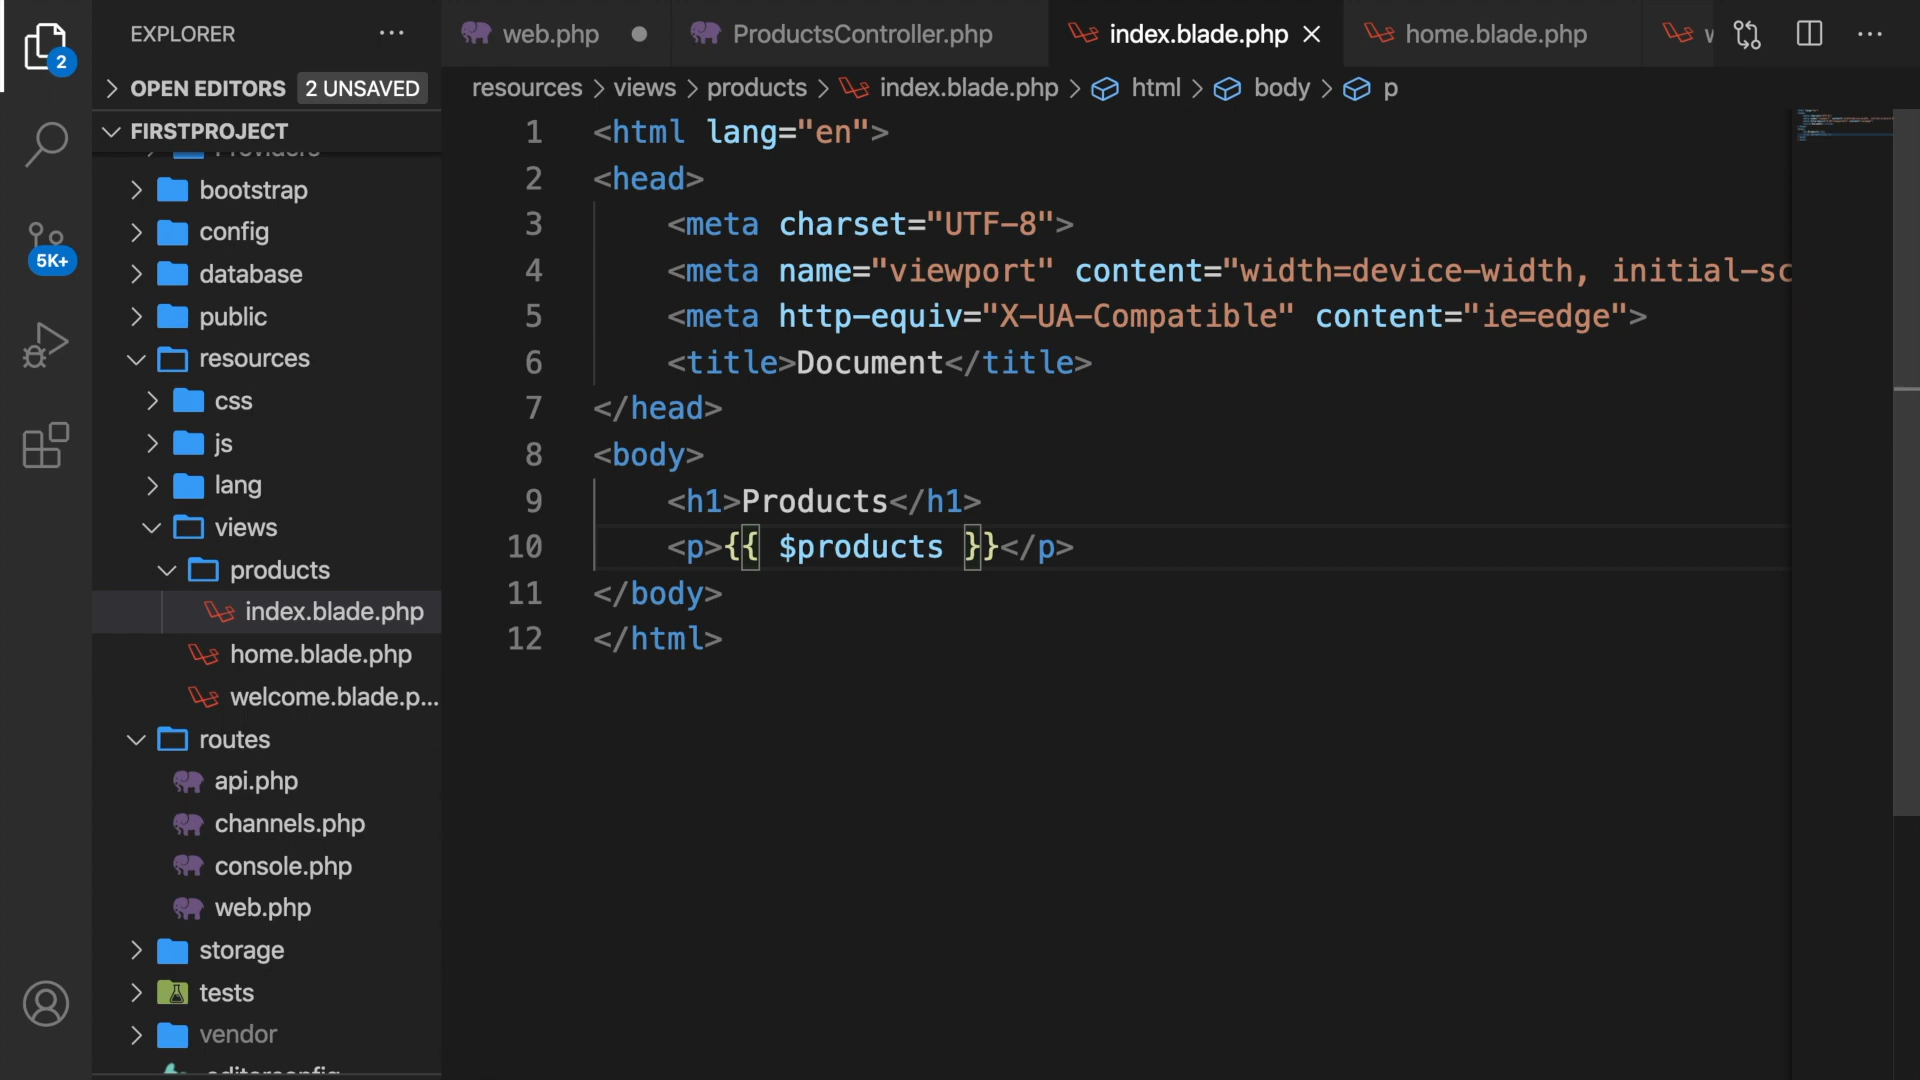 EXPLORER
OPEN EDITORS 2 UNSAVED
FIRSTPROJECT
Providers
bootstrap
config
database
public
resources
css
js
lang
views
products
index.blade.php
home.blade.php
welcome.blade.p...
routes
api.php
channels.php
console.php
web.php
storage
tests
vendor
.editorconfig
2
5K+
web.php
ProductsController.php
index.blade.php
home.blade.php
resources > views > products > index.blade.php > html > body > p
1 <html lang="en">
2 <head>
3 <meta charset="UTF-8">
4 <meta name="viewport" content="width=device-width, initial-sc
5 <meta http-equiv="X-UA-Compatible" content="ie=edge">
6 <title>Document</title>
7 </head>
8 <body>
9 <h1>Products</h1>
10 <p>{{ $products }}</p>
11 </body>
12 </html>